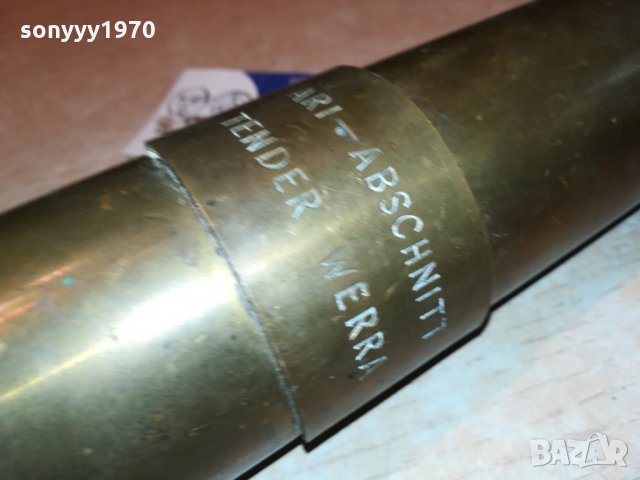 sonyyy1970
ARI-ABSCHNITT
TENDER WERRA
BAZAR